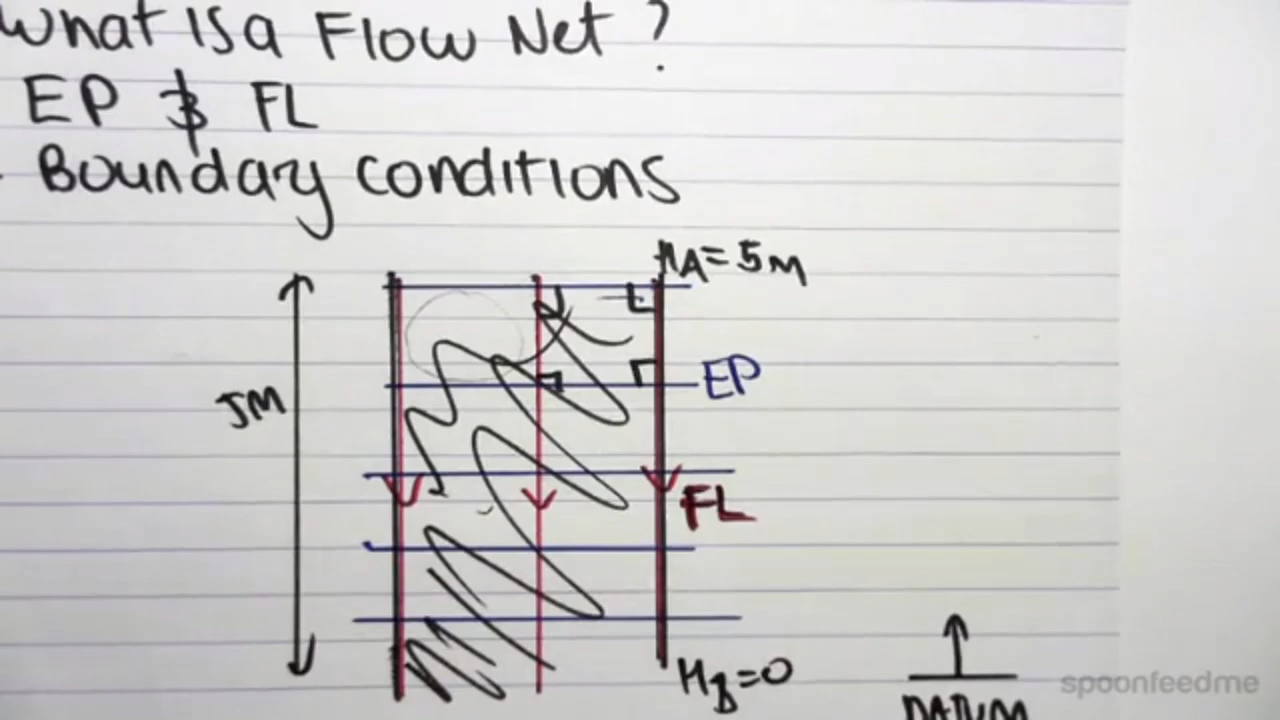 What Is a Flow Net?
EP & FL
Boundary conditions
HA=5M
5M
EP
FL
HB=0
DATUM
spoonfeedme